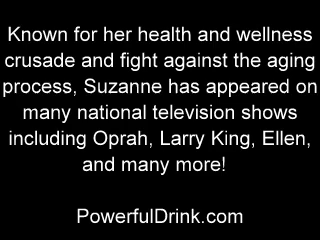 Known for her health and wellness
crusade and fight against the aging
process, Suzanne has appeared on
many national television shows
including Oprah, Larry King, Ellen,
and many more!
PowerfulDrink.com